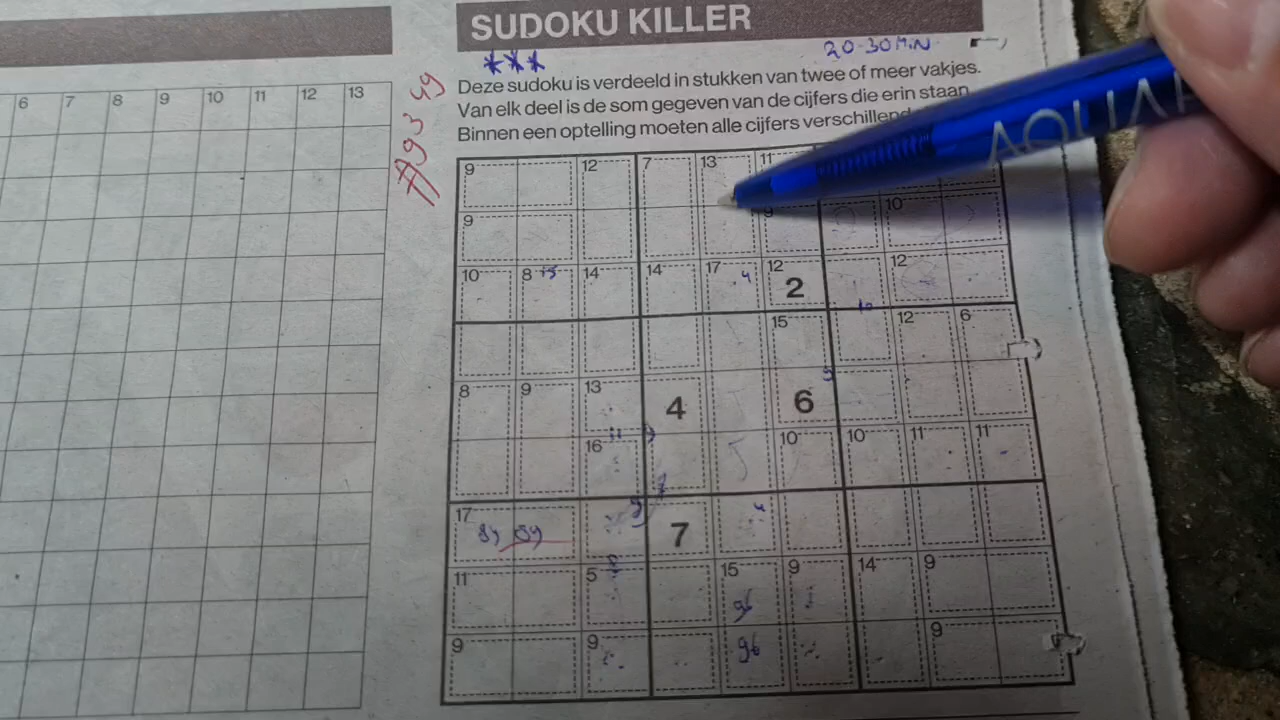 SUDOKU KILLER
*** 20-30 MIN.
Deze sudoku is verdeeld in stukken van twee of meer vakjes.
Van elk deel is de som gegeven van de cijfers die erin staan.
Binnen een optelling moeten alle cijfers verschillend
6 7 8 9 10 11 12 13
9 12 7 13 11
9 9 10
10 8 14 14 17 12 2 12
15 12 6
8 9 13 4 6
16 10 10 11 11
17 7
11 5 15 9 14 9
9 9 9